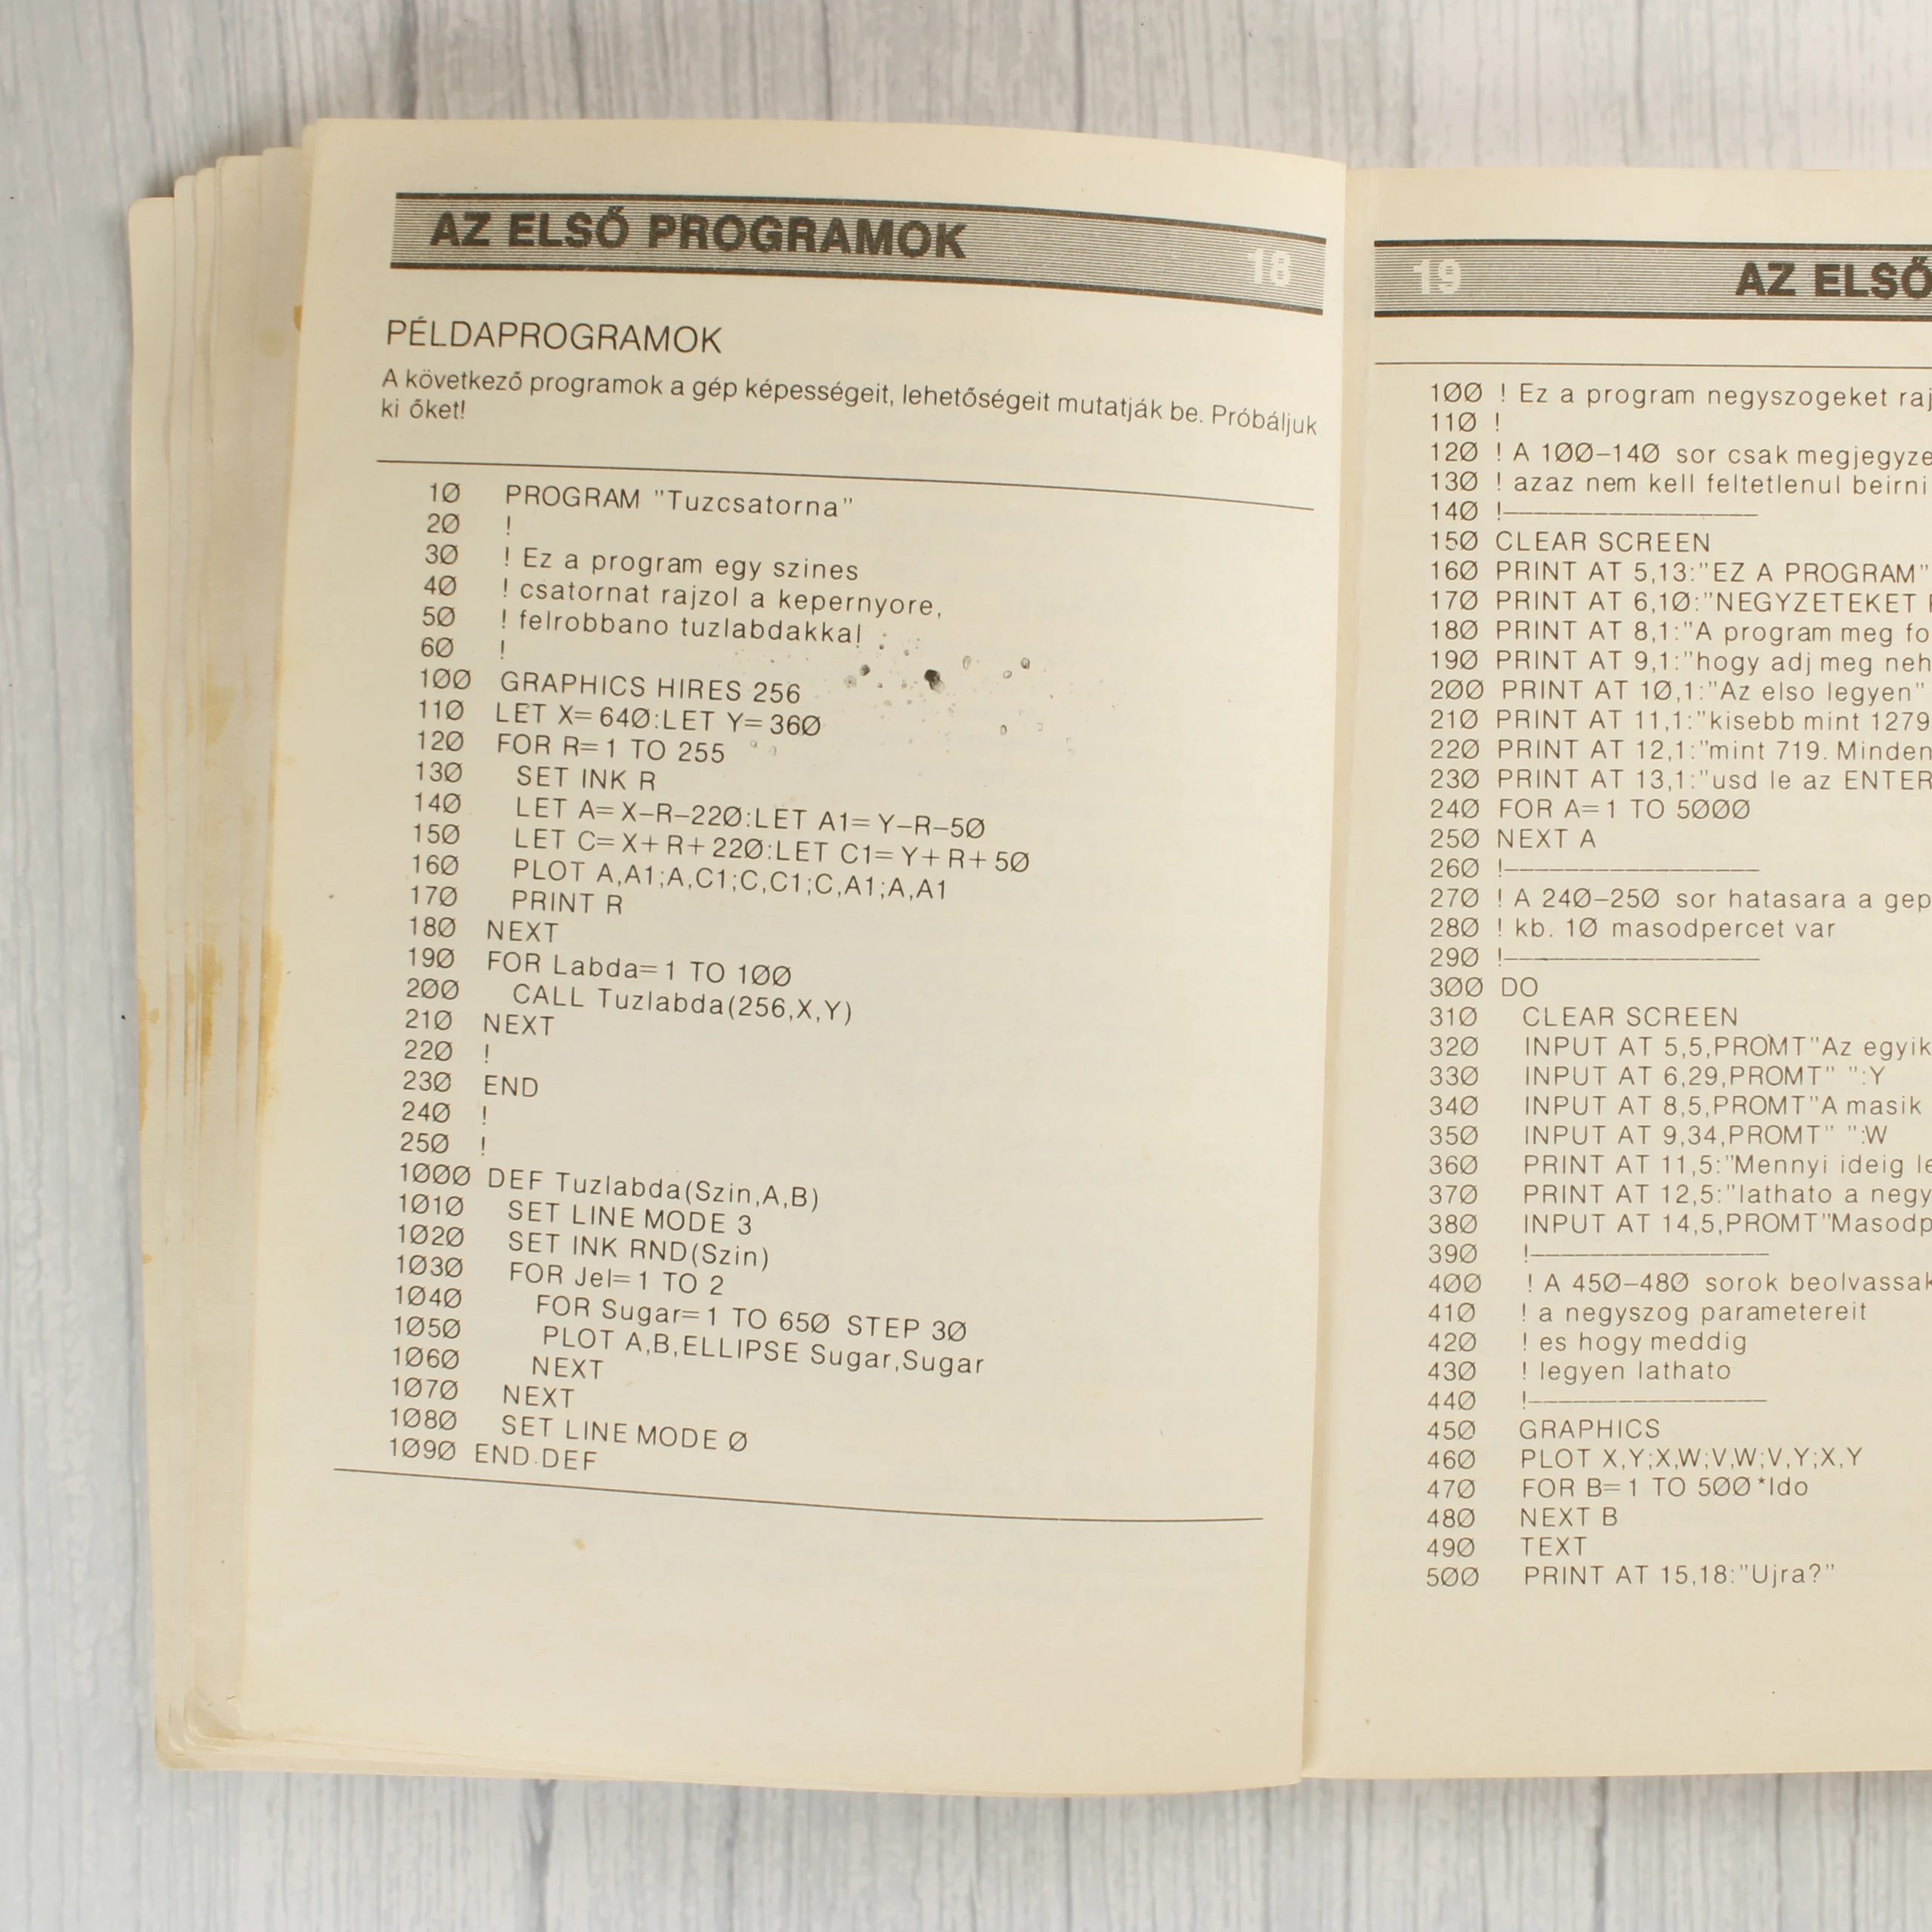 AZ ELSŐ PROGRAMOK 18
PÉLDAPROGRAMOK
A következő programok a gép képességeit, lehetőségeit mutatják be. Próbáljuk
ki őket!
10 PROGRAM "Tuzcsatorna"
20 !
30 ! Ez a program egy szines
40 ! csatornat rajzol a kepernyore,
50 ! felrobbano tuzlabdakkal
60 !
100 GRAPHICS HIRES 256
110 LET X=640:LET Y=360
120 FOR R=1 TO 255
130 SET INK R
140 LET A=X-R-220:LET A1=Y-R-50
150 LET C=X+R+220:LET C1=Y+R+50
160 PLOT A,A1;A,C1;C,C1;C,A1;A,A1
170 PRINT R
180 NEXT
190 FOR Labda=1 TO 100
200 CALL Tuzlabda(256,X,Y)
210 NEXT
220 !
230 END
240 !
250 !
1000 DEF Tuzlabda(Szin,A,B)
1010 SET LINE MODE 3
1020 SET INK RND(Szin)
1030 FOR Jel=1 TO 2
1040 FOR Sugar=1 TO 650 STEP 30
1050 PLOT A,B,ELLIPSE Sugar,Sugar
1060 NEXT
1070 NEXT
1080 SET LINE MODE 0
1090 END DEF
19 AZ ELSŐ
100 ! Ez a program negyszogeket raj
110 !
120 ! A 100-140 sor csak megjegyze
130 ! azaz nem kell feltetlenul beirni
140 !-----------------
150 CLEAR SCREEN
160 PRINT AT 5,13:"EZ A PROGRAM"
170 PRINT AT 6,10:"NEGYZETEKET
180 PRINT AT 8,1:"A program meg fo
190 PRINT AT 9,1:"hogy adj meg neh
200 PRINT AT 10,1:"Az elso legyen"
210 PRINT AT 11,1:"kisebb mint 1279
220 PRINT AT 12,1:"mint 719. Minden
230 PRINT AT 13,1:"usd le az ENTER
240 FOR A=1 TO 5000
250 NEXT A
260 !-----------------
270 ! A 240-250 sor hatasara a gep
280 ! kb. 10 masodpercet var
290 !-----------------
300 DO
310 CLEAR SCREEN
320 INPUT AT 5,5,PROMT"Az egyik
330 INPUT AT 6,29,PROMT" ":Y
340 INPUT AT 8,5,PROMT"A masik
350 INPUT AT 9,34,PROMT" ":W
360 PRINT AT 11,5:"Mennyi ideig le
370 PRINT AT 12,5:"lathato a negy
380 INPUT AT 14,5,PROMT"Masodp
390 !----------------
400 ! A 450-480 sorok beolvassak
410 ! a negyszog parametereit
420 ! es hogy meddig
430 ! legyen lathato
440 !----------------
450 GRAPHICS
460 PLOT X,Y;X,W;V,W;V,Y;X,Y
470 FOR B=1 TO 500*Ido
480 NEXT B
490 TEXT
500 PRINT AT 15,18:"Ujra?"